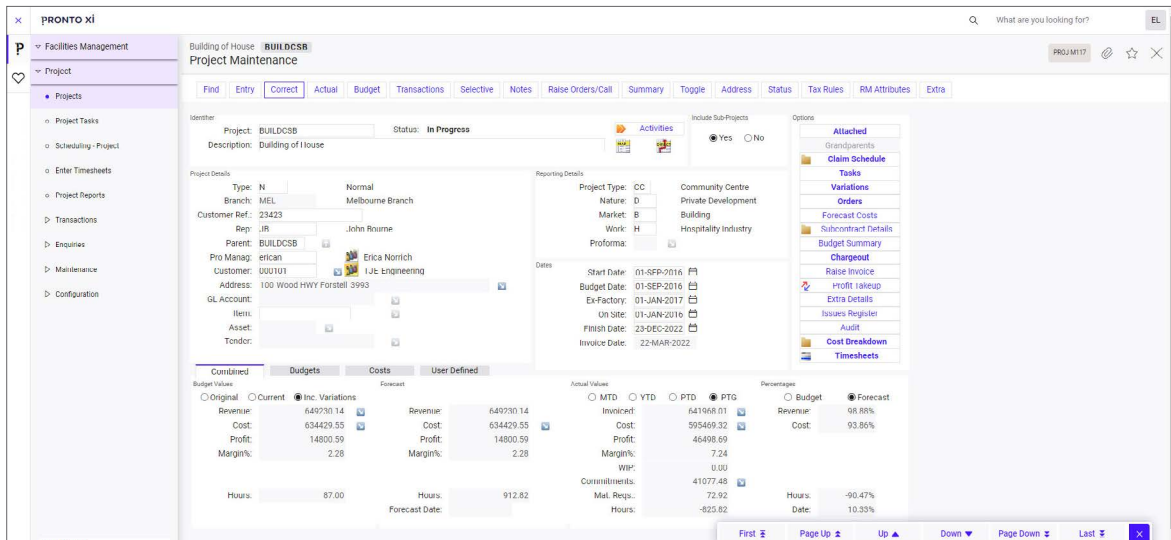 PRONTO XI
What are you looking for?
EL
Facilities Management
Project
Projects
Project Tasks
Scheduling - Project
Enter Timesheets
Project Reports
Transactions
Enquiries
Maintenance
Configuration
Building of House BUILDCSB
Project Maintenance
PROJ M117
Find Entry Correct Actual Budget Transactions Selective Notes Raise Orders/Call Summary Toggle Address Status Tax Rules RM Attributes Extra
Identifier
Project: BUILDCSB Status: In Progress Activities
Description: Building of House
Include Sub-Projects
Yes No
Options
Attached
Grandparents
Claim Schedule
Tasks
Variations
Orders
Forecast Costs
Subcontract Details
Budget Summary
Chargeout
Raise Invoice
Profit Takeup
Extra Details
Issues Register
Audit
Cost Breakdown
Timesheets
Project Details
Type: N Normal
Branch: MEL Melbourne Branch
Customer Ref.: 23423
Rep: JB John Bourne
Parent: BUILDCSB
Pro Manag: erican Erica Norrich
Customer: 000101 TJE Engineering
Address: 100 Wood HWY Forstell 3993
GL Account:
Item:
Asset:
Tender:
Reporting Details
Project Type: CC Community Centre
Nature: D Private Development
Market: B Building
Work: H Hospitality Industry
Proforma:
Dates
Start Date: 01-SEP-2016
Budget Date: 01-SEP-2016
Ex-Factory: 01-JAN-2017
On Site: 01-JAN-2016
Finish Date: 23-DEC-2022
Invoice Date: 22-MAR-2022
Combined Budgets Costs User Defined
Budget Values
Original Current Inc. Variations
Revenue: 649230.14
Cost: 634429.55
Profit: 14800.59
Margin%: 2.28
Hours: 87.00
Forecast
Revenue: 649230.14
Cost: 634429.55
Profit: 14800.59
Margin%: 2.28
Hours: 912.82
Forecast Date:
Actual Values
MTD YTD PTD PTG
Invoiced: 641968.01
Cost: 595469.32
Profit: 46498.69
Margin%: 7.24
WIP: 0.00
Commitments: 41077.48
Mat. Reqs.: 72.92
Hours: -825.82
Percentages
Budget Forecast
Revenue: 98.88%
Cost: 93.86%
Hours: -90.47%
Date: 10.33%
First Page Up Up Down Page Down Last